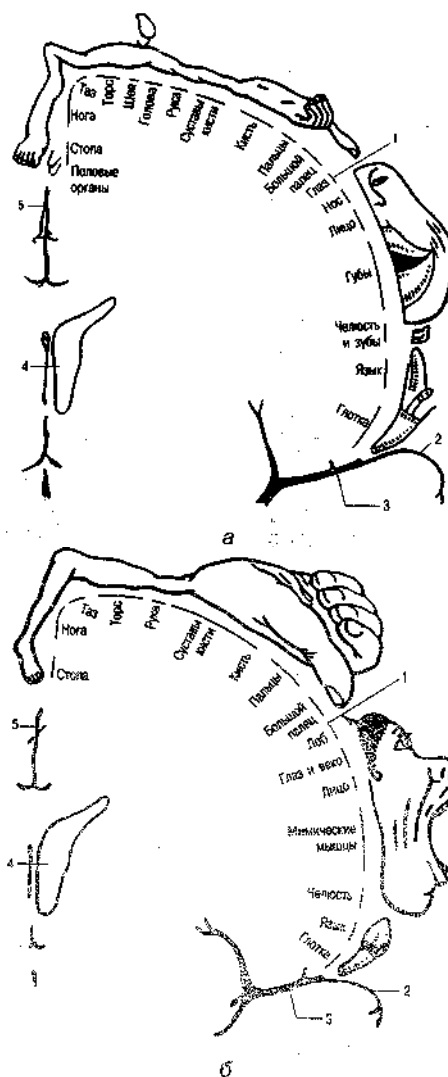 Нога
Таз
Торс
Шея
Голова
Рука
Суставы
кисти
Кисть
Пальцы
Большой
палец
Глаз
Нос
Лицо
Губы
Челюсть
и зубы
Язык
Глотка
Стопа
Половые
органы
1
5
4
2
3
а
Нога
Таз
Торс
Рука
Суставы
кисти
Кисть
Пальцы
Большой
палец
Лоб
Глаз и веко
Лицо
Мимические
мышцы
Челюсть
Язык
Глотка
Стопа
1
5
4
2
3
б